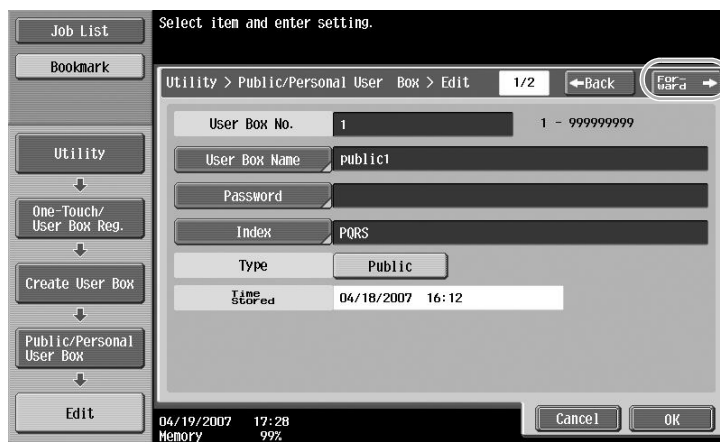 Job List
Bookmark
Select item and enter setting.
Utility > Public/Personal User Box > Edit 1/2 ←Back For-ward →
User Box No. 1 1 - 999999999
Utility
User Box Name public1
Password
One-Touch/
User Box Reg.
Index PQRS
Type Public
Create User Box
Time Stored 04/18/2007 16:12
Public/Personal
User Box
Edit
04/19/2007 17:28
Memory 99%
Cancel OK